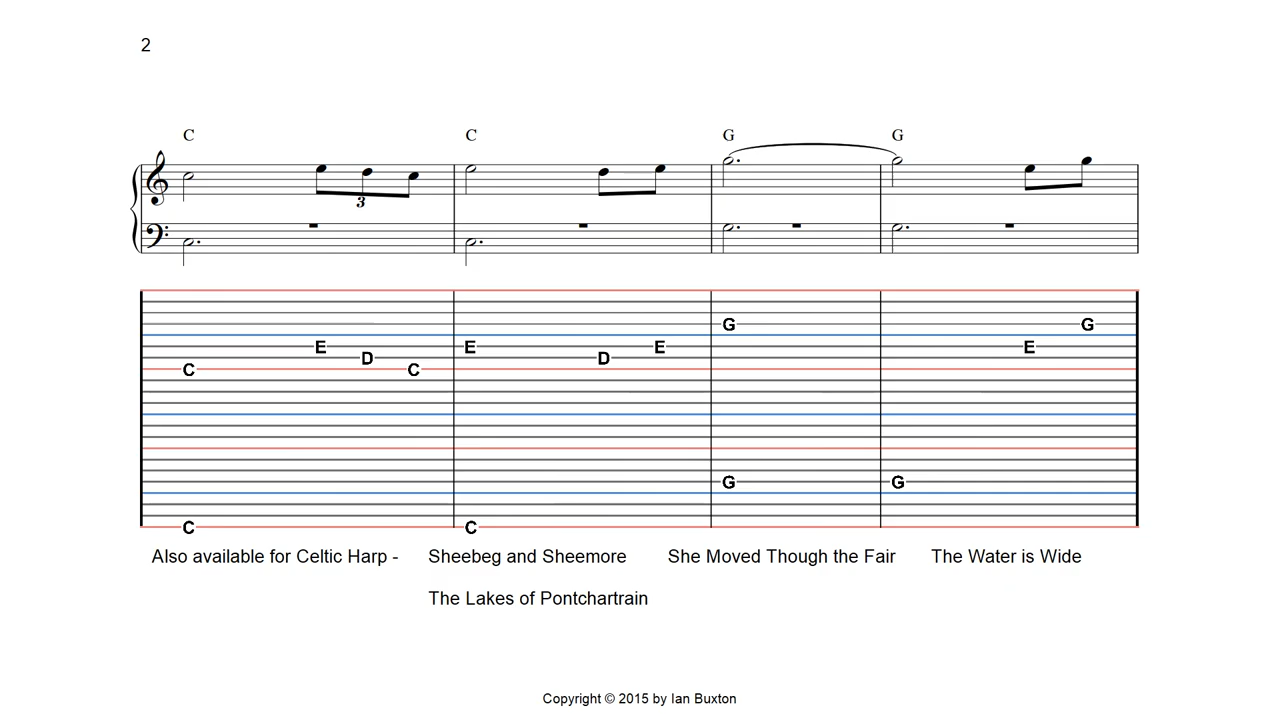 2
C C G G
3
G G
E E E E
D D
C C
G G
C C
Also available for Celtic Harp - Sheebeg and Sheemore She Moved Though the Fair The Water is Wide
The Lakes of Pontchartrain
Copyright © 2015 by Ian Buxton